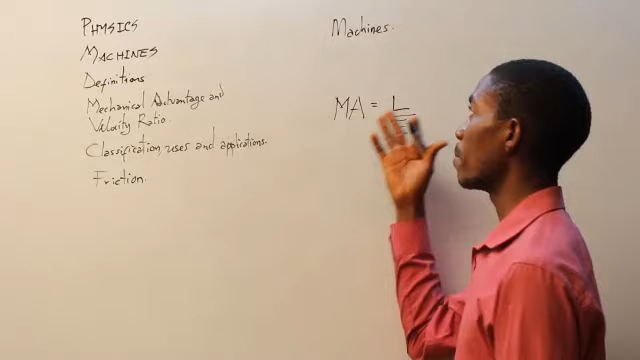 PHYSICS
MACHINES
Definitions
Mechanical Advantage and
Velocity Ratio.
Classification, uses and applications.
Friction.
Machines.
MA = L